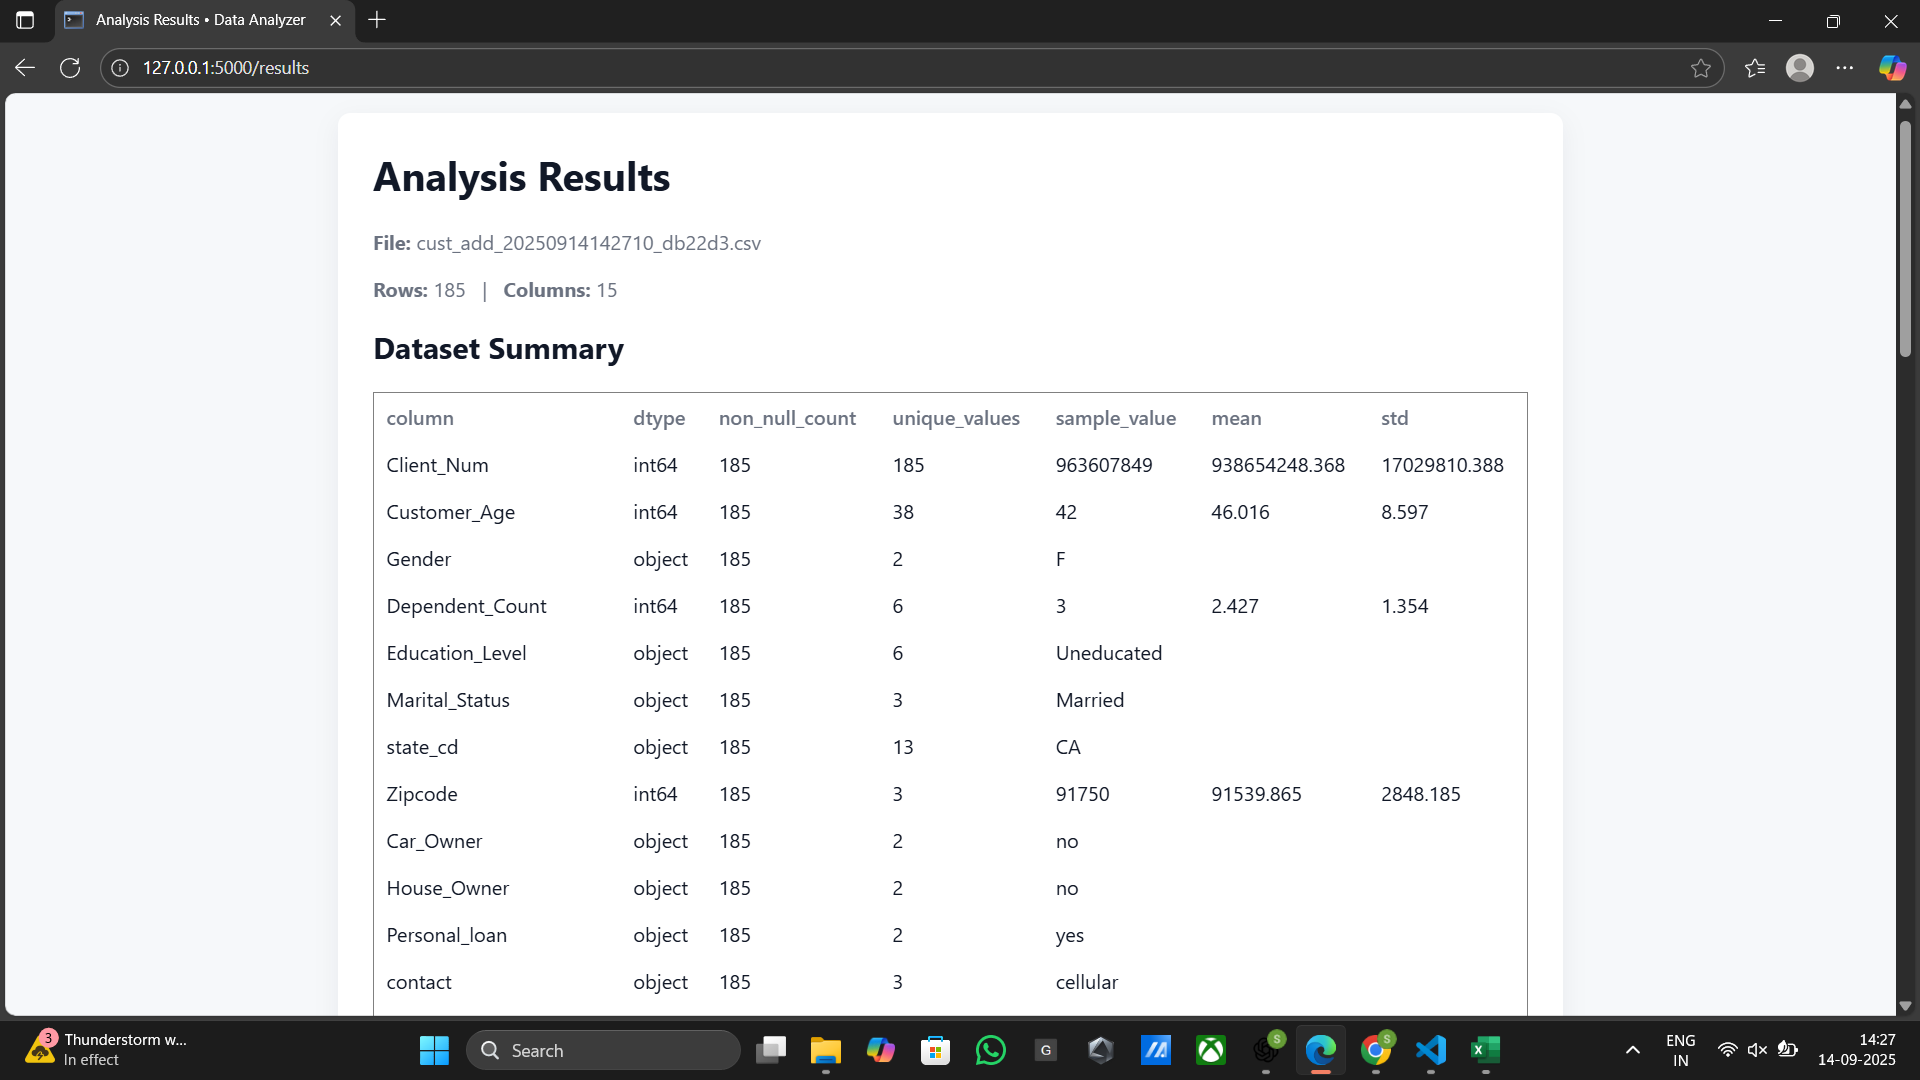 Analysis Results • Data Analyzer
127.0.0.1:5000/results
Analysis Results
File: cust_add_20250914142710_db22d3.csv
Rows: 185 | Columns: 15
Dataset Summary
column dtype non_null_count unique_values sample_value mean std
Client_Num int64 185 185 963607849 938654248.368 17029810.388
Customer_Age int64 185 38 42 46.016 8.597
Gender object 185 2 F
Dependent_Count int64 185 6 3 2.427 1.354
Education_Level object 185 6 Uneducated
Marital_Status object 185 3 Married
state_cd object 185 13 CA
Zipcode int64 185 3 91750 91539.865 2848.185
Car_Owner object 185 2 no
House_Owner object 185 2 no
Personal_loan object 185 2 yes
contact object 185 3 cellular
3 Thunderstorm w...
In effect
Search
G
S
S
X
ENG
IN
14:27
14-09-2025